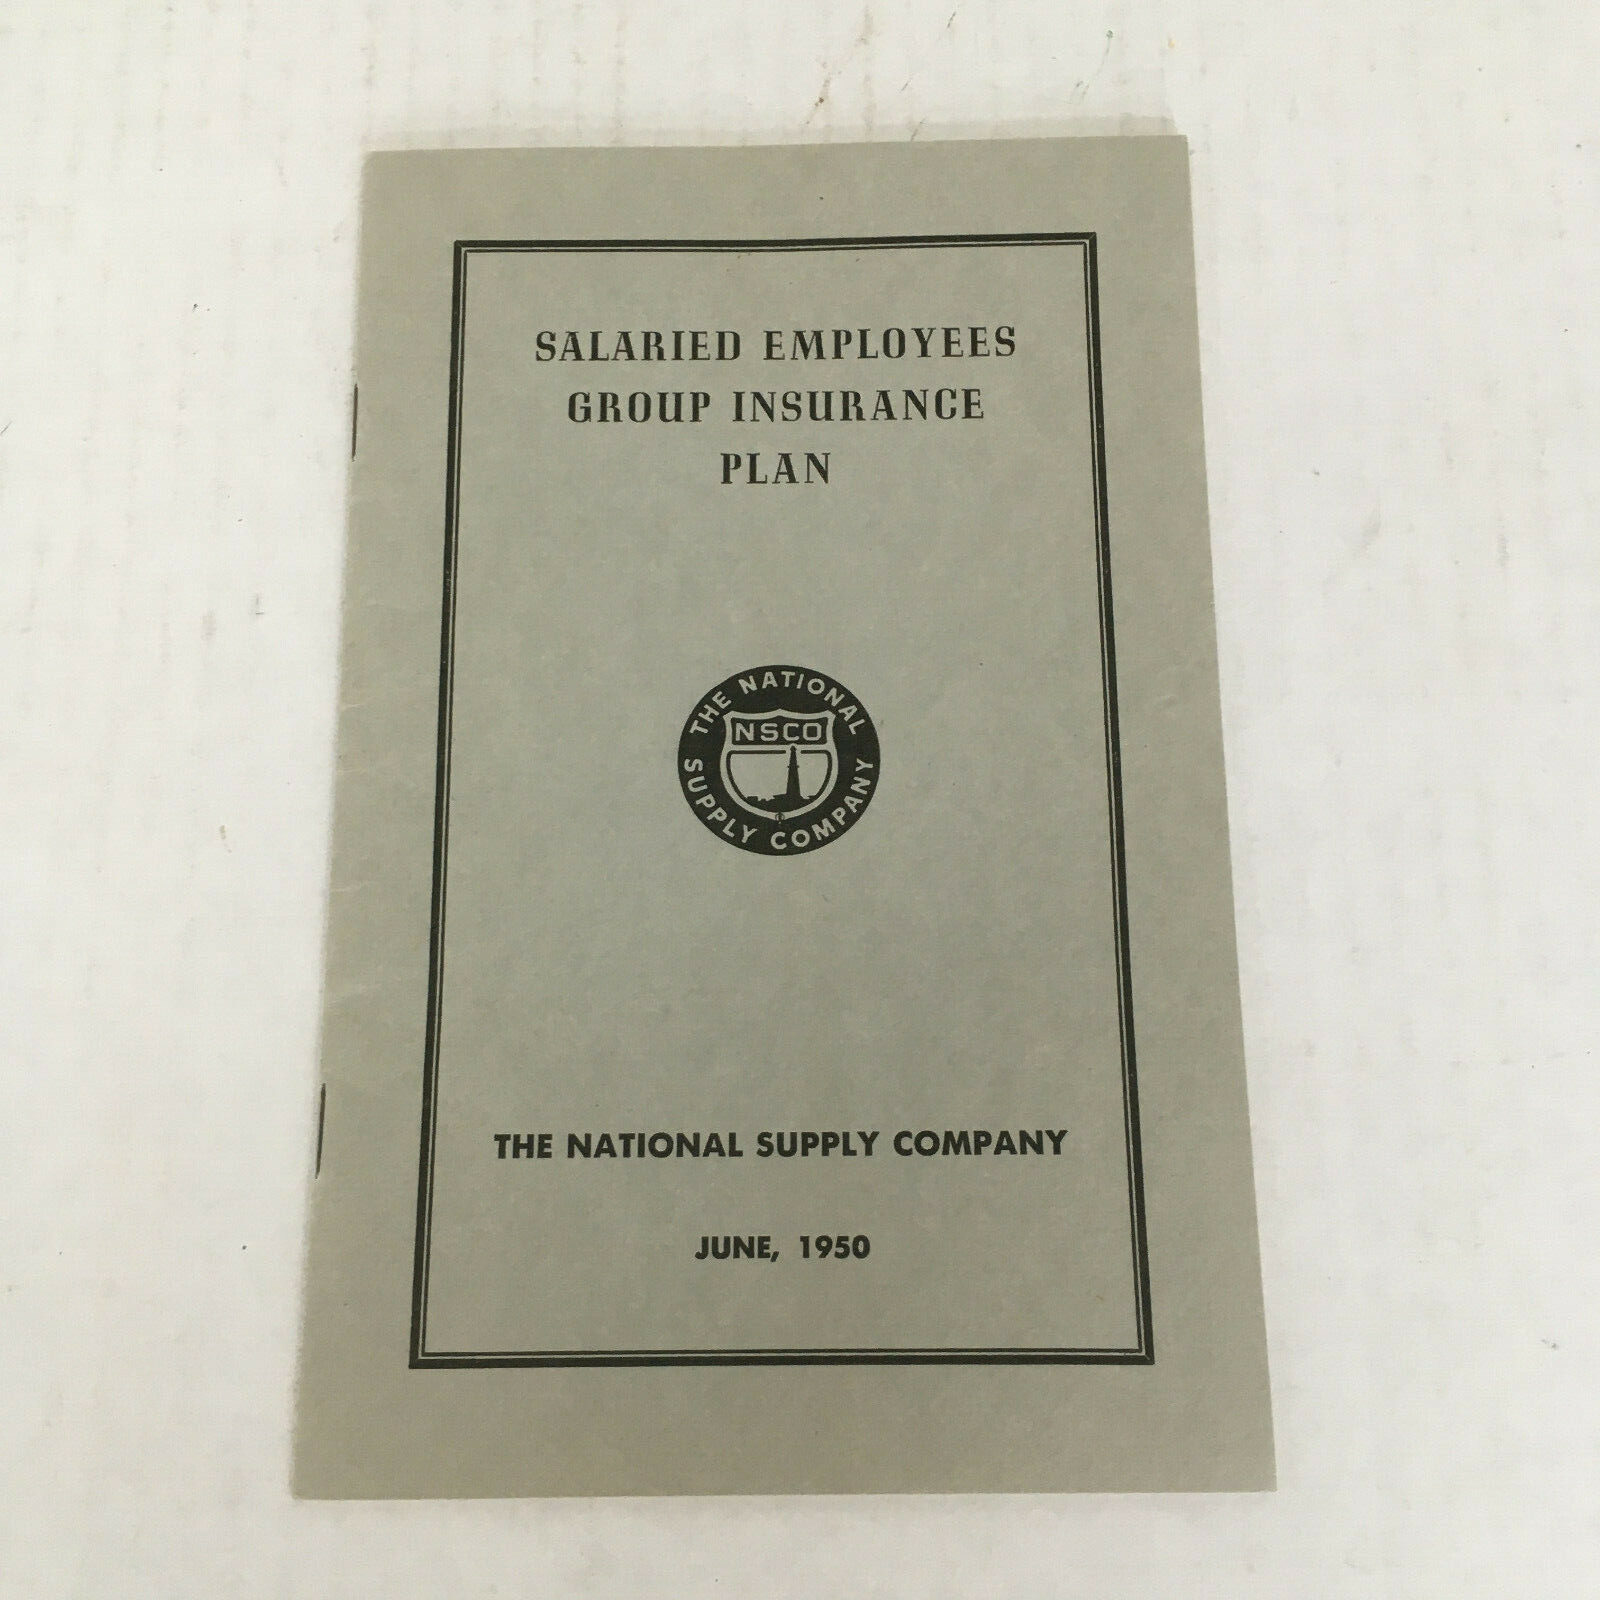 SALARIED EMPLOYEES
GROUP INSURANCE
PLAN
THE NATIONAL
NSCO
SUPPLY COMPANY
THE NATIONAL SUPPLY COMPANY
JUNE, 1950